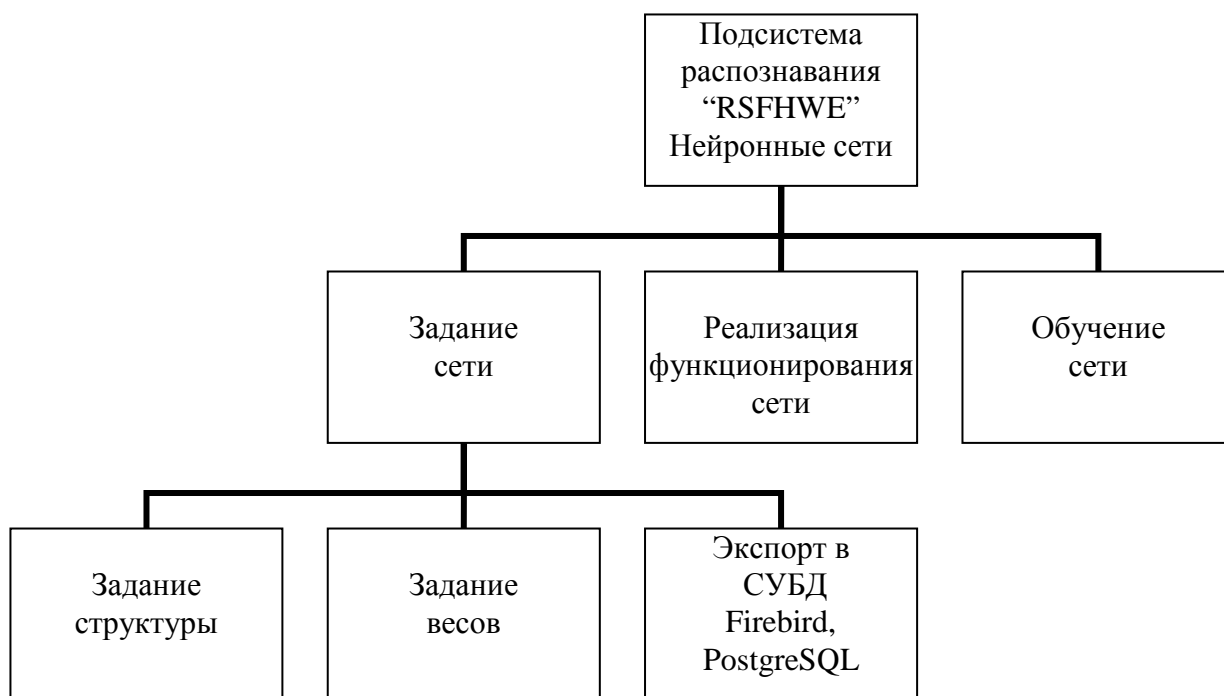 Подсистема
распознавания
“RSFHWE”
Нейронные сети
Задание
сети
Реализация
функционирования
сети
Обучение
сети
Задание
структуры
Задание
весов
Экспорт в
СУБД
Firebird,
PostgreSQL